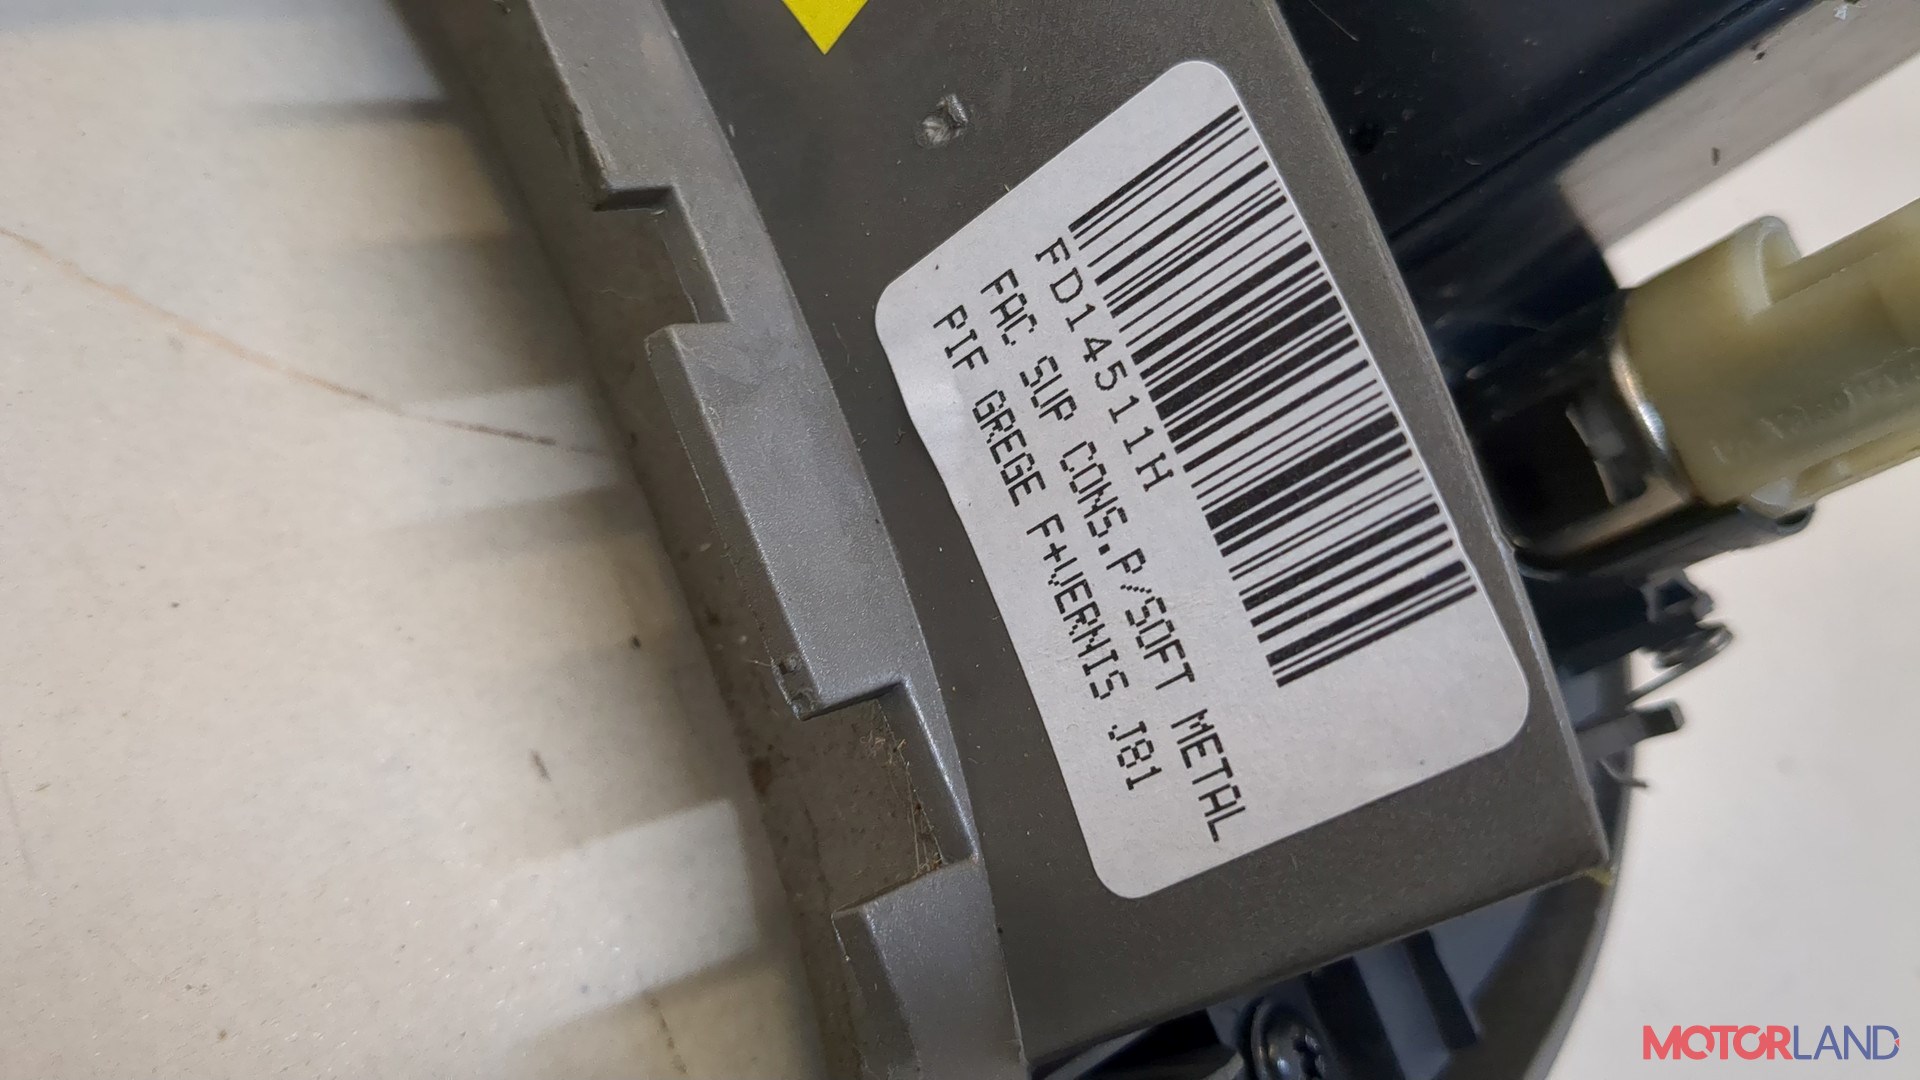 FD14511H
FAC SUP CONS.P/SOFT METAL
PIF GREGE F+VERNIS J81
MOTORLAND